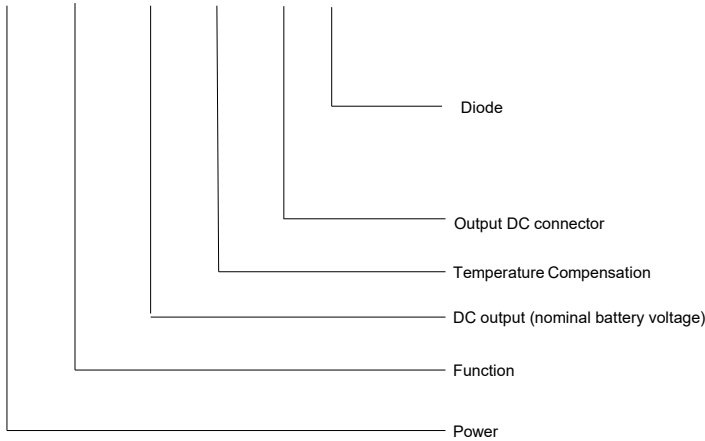 Diode
Output DC connector
Temperature Compensation
DC output (nominal battery voltage)
Function
Power